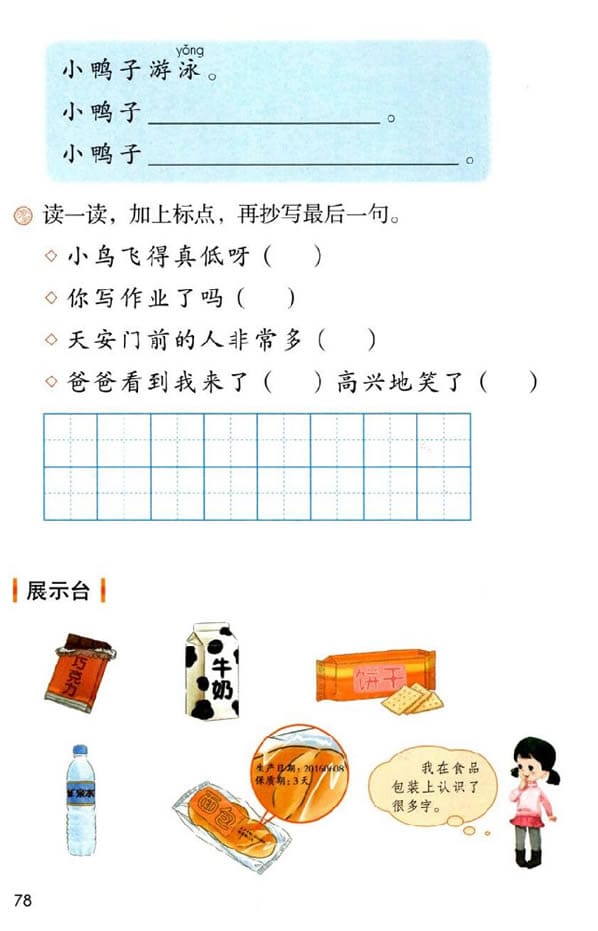 yǒng
小鸭子游泳。
小鸭子。
小鸭子。
读一读，加上标点，再抄写最后一句。
小鸟飞得真低呀（ ）
你写作业了吗（ ）
天安门前的人非常多（ ）
爸爸看到我来了（ ）高兴地笑了（ ）
展示台
巧克力
牛奶
饼干
矿泉水
面包
生产日期：20160608
保质期：3天
我在食品
包装上认识了
很多字。
78